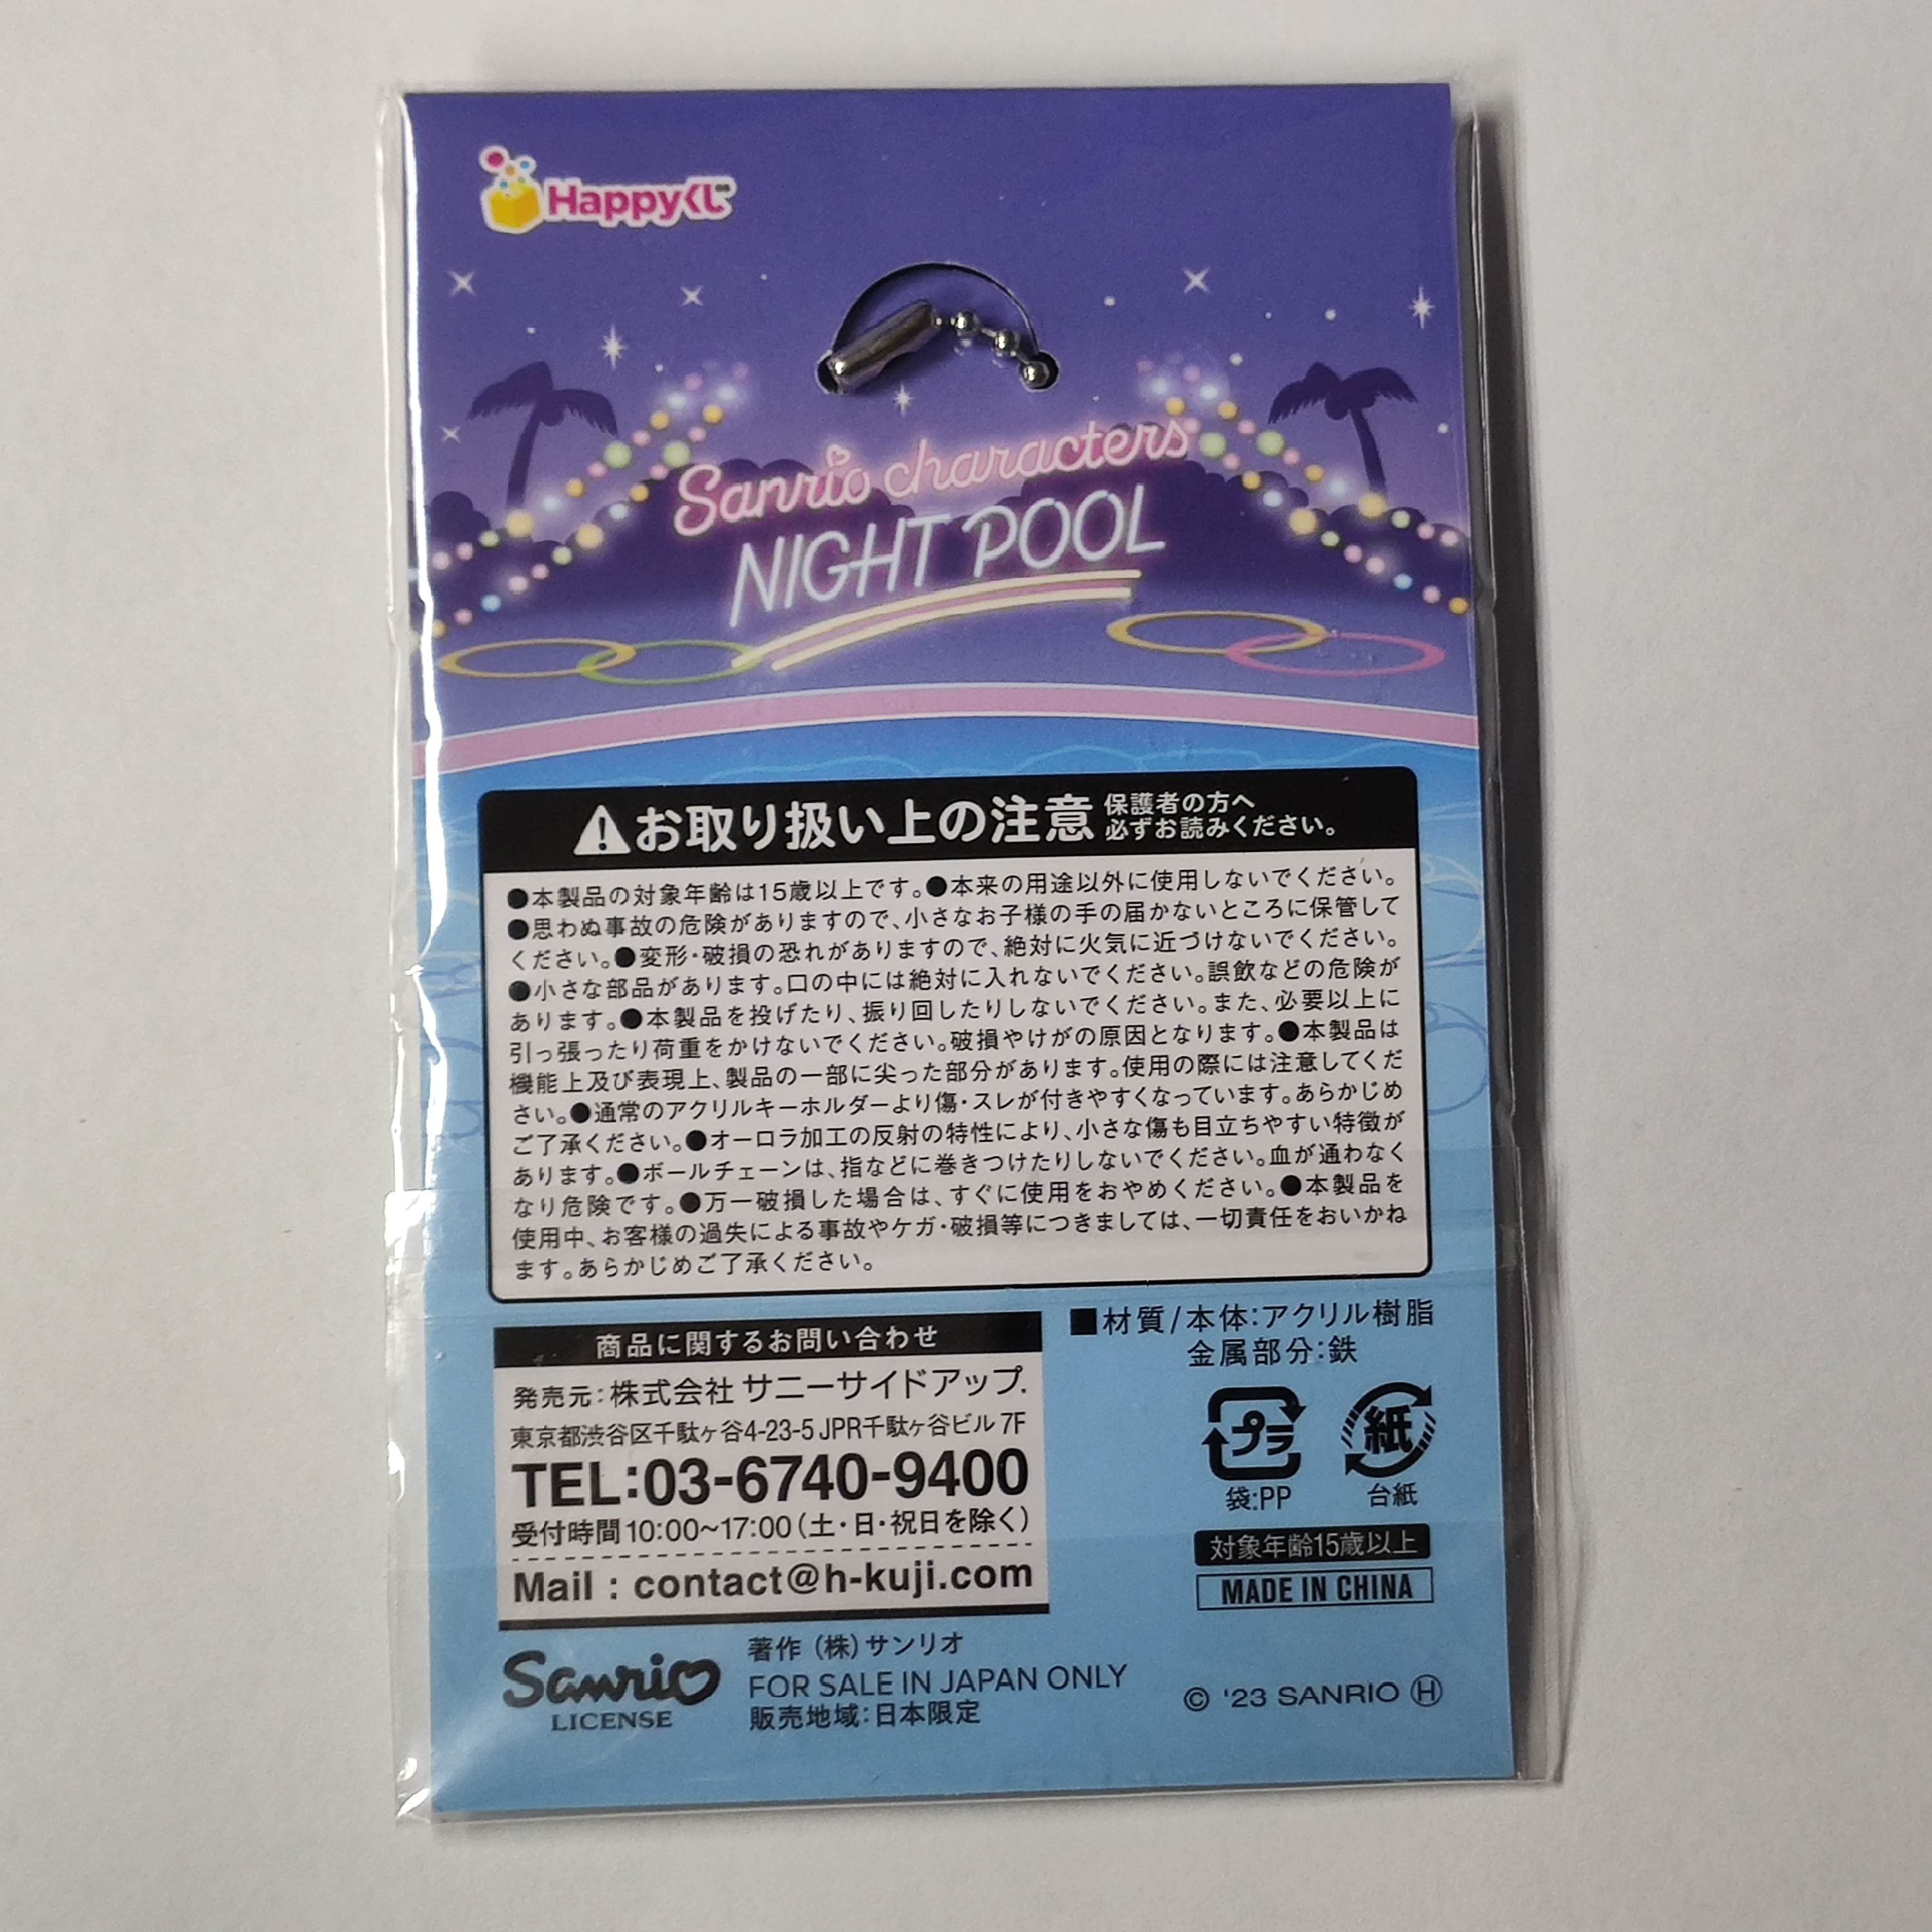 Happyくじ
Sanrio characters
NIGHT POOL
お取り扱い上の注意 保護者の方へ
必ずお読みください。
●本製品の対象年齢は15歳以上です。●本来の用途以外に使用しないでください。
●思わぬ事故の危険がありますので、小さなお子様の手の届かないところに保管して
ください。●変形・破損の恐れがありますので、絶対に火気に近づけないでください。
●小さな部品があります。口の中には絶対に入れないでください。誤飲などの危険が
あります。●本製品を投げたり、振り回したりしないでください。また、必要以上に
引っ張ったり荷重をかけないでください。破損やけがの原因となります。●本製品は
機能上及び表現上、製品の一部に尖った部分があります。使用の際には注意してくだ
さい。●通常のアクリルキーホルダーより傷・スレが付きやすくなっています。あらかじめ
ご了承ください。●オーロラ加工の反射の特性により、小さな傷も目立ちやすい特徴が
あります。●ボールチェーンは、指などに巻きつけたりしないでください。血が通わなく
なり危険です。●万一破損した場合は、すぐに使用をおやめください。●本製品を
使用中、お客様の過失による事故やケガ・破損等につきましては、一切責任をおいかね
ます。あらかじめご了承ください。
商品に関するお問い合わせ
発売元:株式会社 サニーサイドアップ.
東京都渋谷区千駄ヶ谷4-23-5 JPR千駄ヶ谷ビル 7F
TEL:03-6740-9400
受付時間10:00~17:00(土・日・祝日を除く)
Mail : contact@h-kuji.com
■材質/本体:アクリル樹脂
金属部分:鉄
プラ 紙
袋:PP 台紙
対象年齢15歳以上
MADE IN CHINA
Sanrio
LICENSE
著作 (株)サンリオ
FOR SALE IN JAPAN ONLY
販売地域:日本限定
© '23 SANRIO Ⓗ